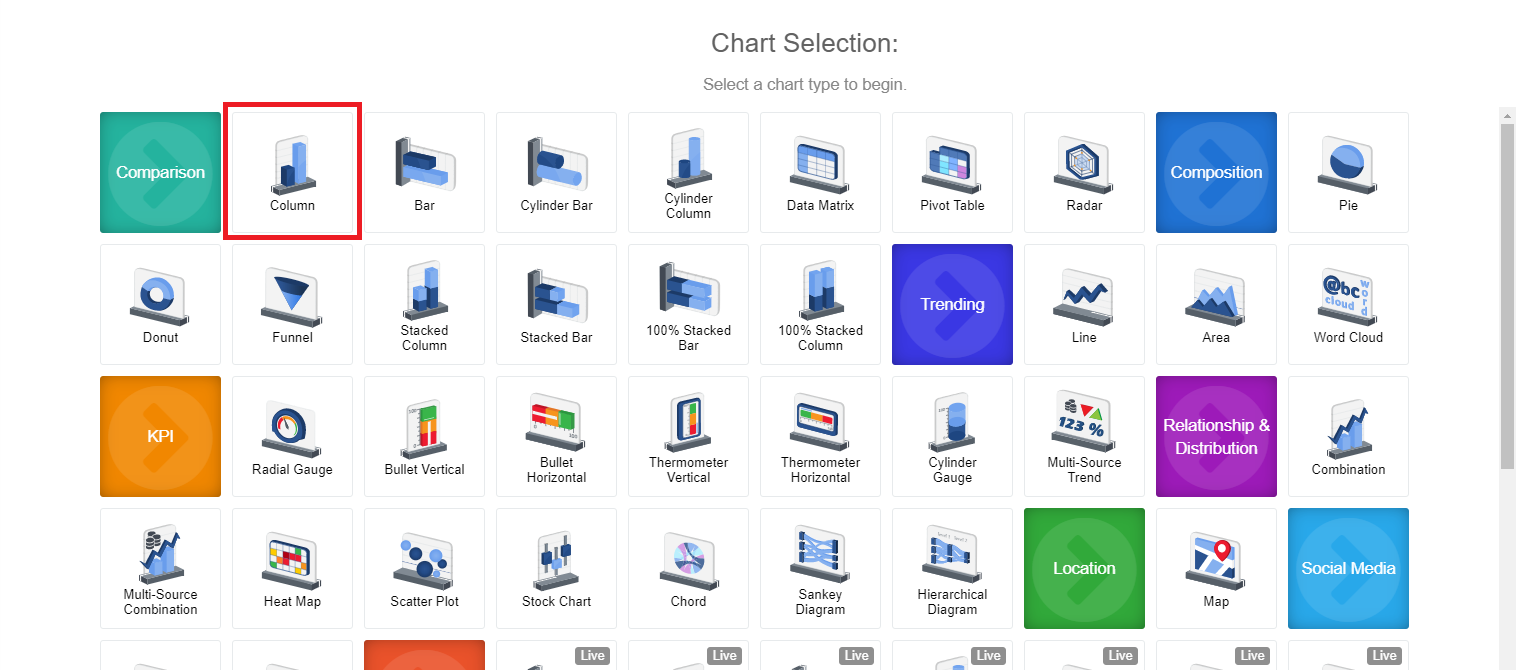 Chart Selection:
Select a chart type to begin.
Comparison
Column
Bar
Cylinder Bar
Cylinder
Column
Data Matrix
Pivot Table
Radar
Composition
Pie
Donut
Funnel
Stacked
Column
Stacked Bar
100% Stacked
Bar
100% Stacked
Column
Trending
Line
Area
@bc
cloud
word
Word Cloud
KPI
Radial Gauge
Bullet Vertical
Bullet
Horizontal
Thermometer
Vertical
Thermometer
Horizontal
Cylinder
Gauge
123 %
Multi-Source
Trend
Relationship &
Distribution
Combination
Multi-Source
Combination
Heat Map
Scatter Plot
Stock Chart
Chord
Sankey
Diagram
Hierarchical
Diagram
Location
Map
Social Media
Live
Live
Live
Live
Live
Live
Live